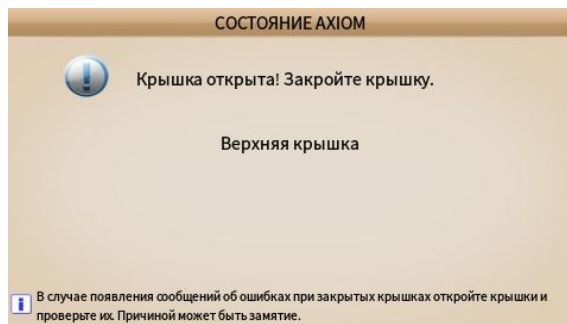 СОСТОЯНИЕ AXIOM
Крышка открыта! Закройте крышку.
Верхняя крышка
В случае появления сообщений об ошибках при закрытых крышках откройте крышки и
проверьте их. Причиной может быть замятие.